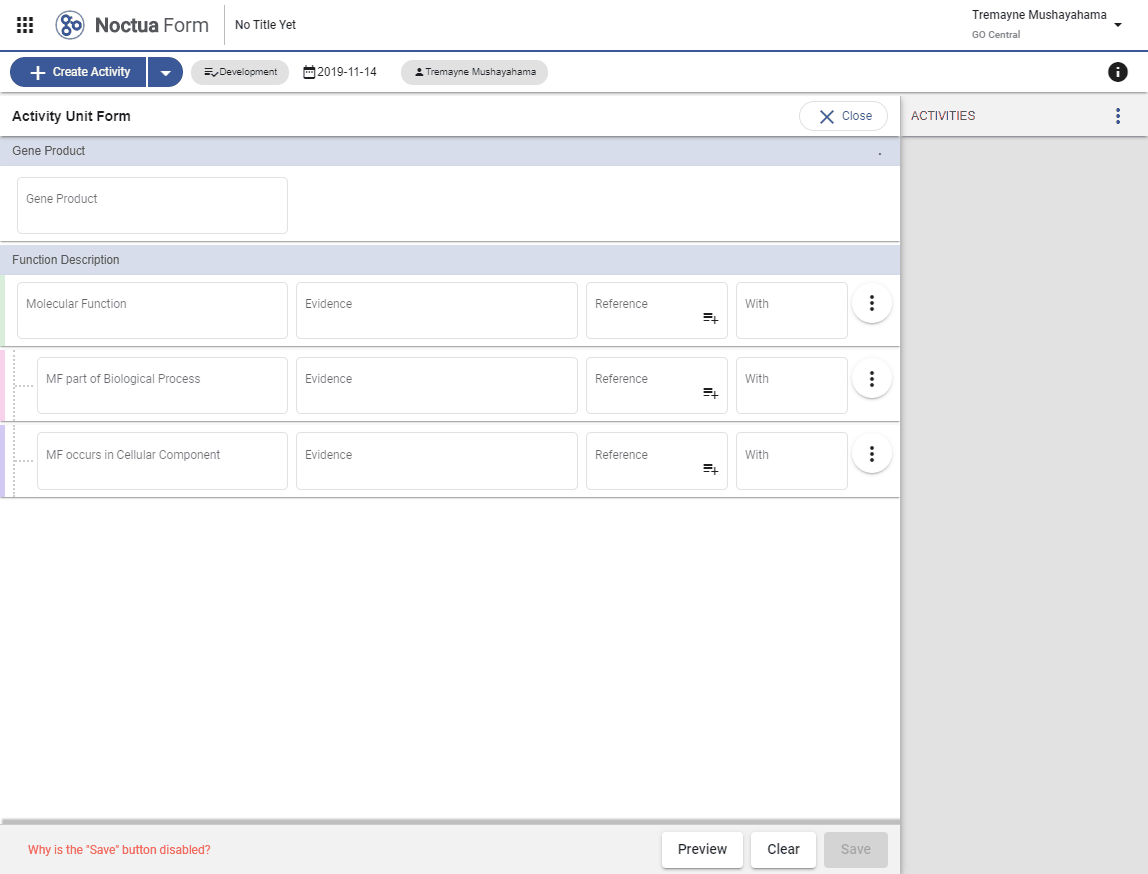 Noctua Form
No Title Yet
Tremayne Mushayahama
GO Central
Create Activity
Development
2019-11-14
Tremayne Mushayahama
Activity Unit Form
Close
ACTIVITIES
Gene Product
Gene Product
Function Description
Molecular Function
Evidence
Reference
With
MF part of Biological Process
Evidence
Reference
With
MF occurs in Cellular Component
Evidence
Reference
With
Why is the "Save" button disabled?
Preview
Clear
Save